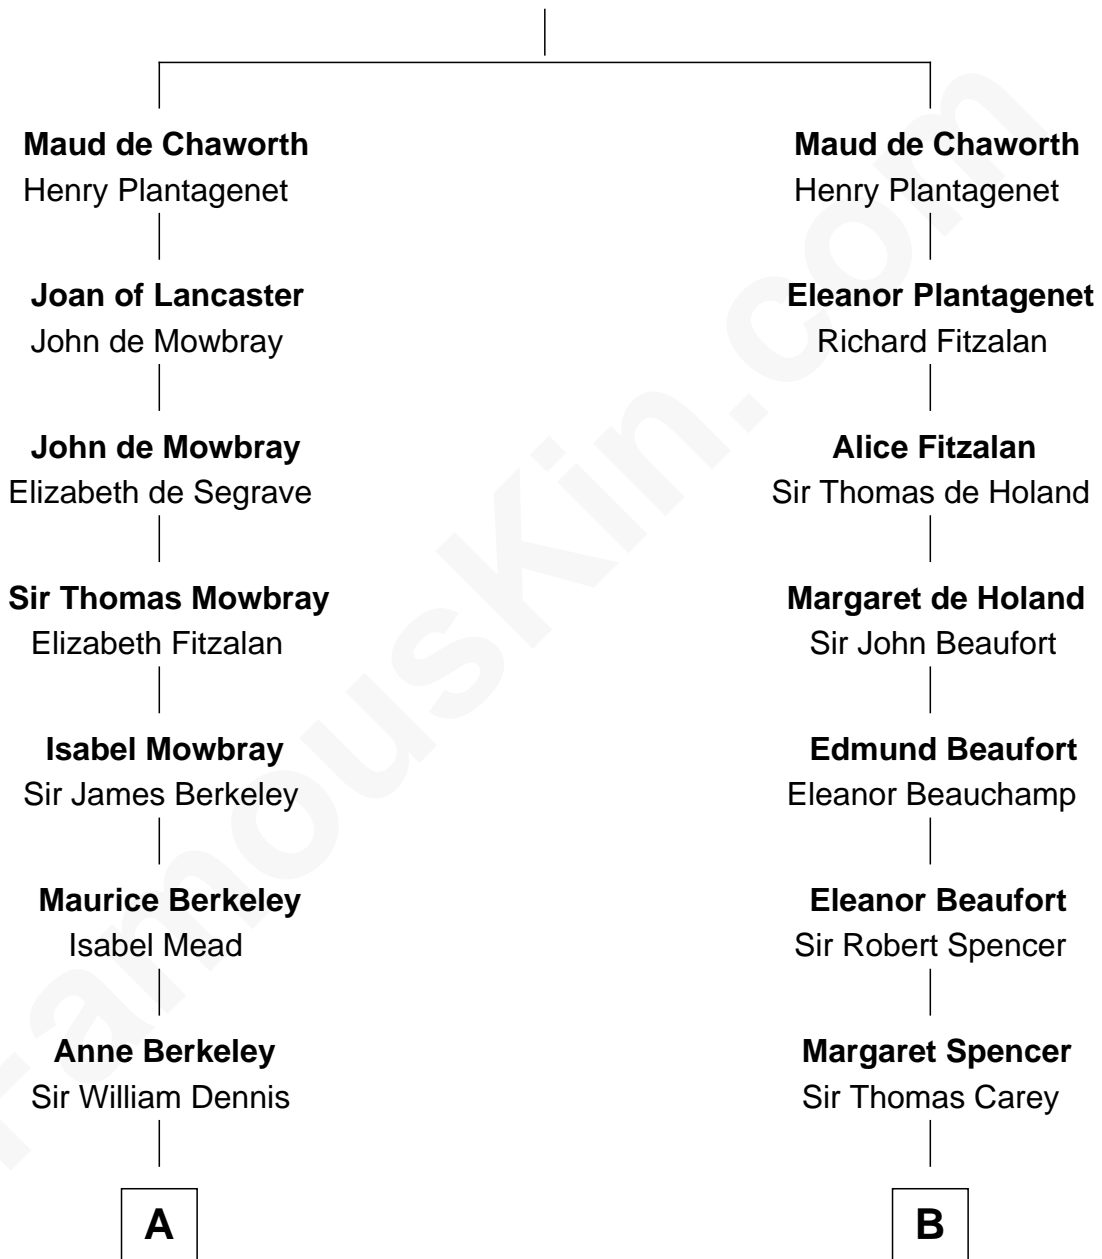 Maud de Chaworth
Henry Plantagenet
Joan of Lancaster
John de Mowbray
John de Mowbray
Elizabeth de Segrave
Sir Thomas Mowbray
Elizabeth Fitzalan
Isabel Mowbray
Sir James Berkeley
Maurice Berkeley
Isabel Mead
Anne Berkeley
Sir William Dennis
A
Maud de Chaworth
Henry Plantagenet
Eleanor Plantagenet
Richard Fitzalan
Alice Fitzalan
Sir Thomas de Holand
Margaret de Holand
Sir John Beaufort
Edmund Beaufort
Eleanor Beauchamp
Eleanor Beaufort
Sir Robert Spencer
Margaret Spencer
Sir Thomas Carey
B
FamousKin.com